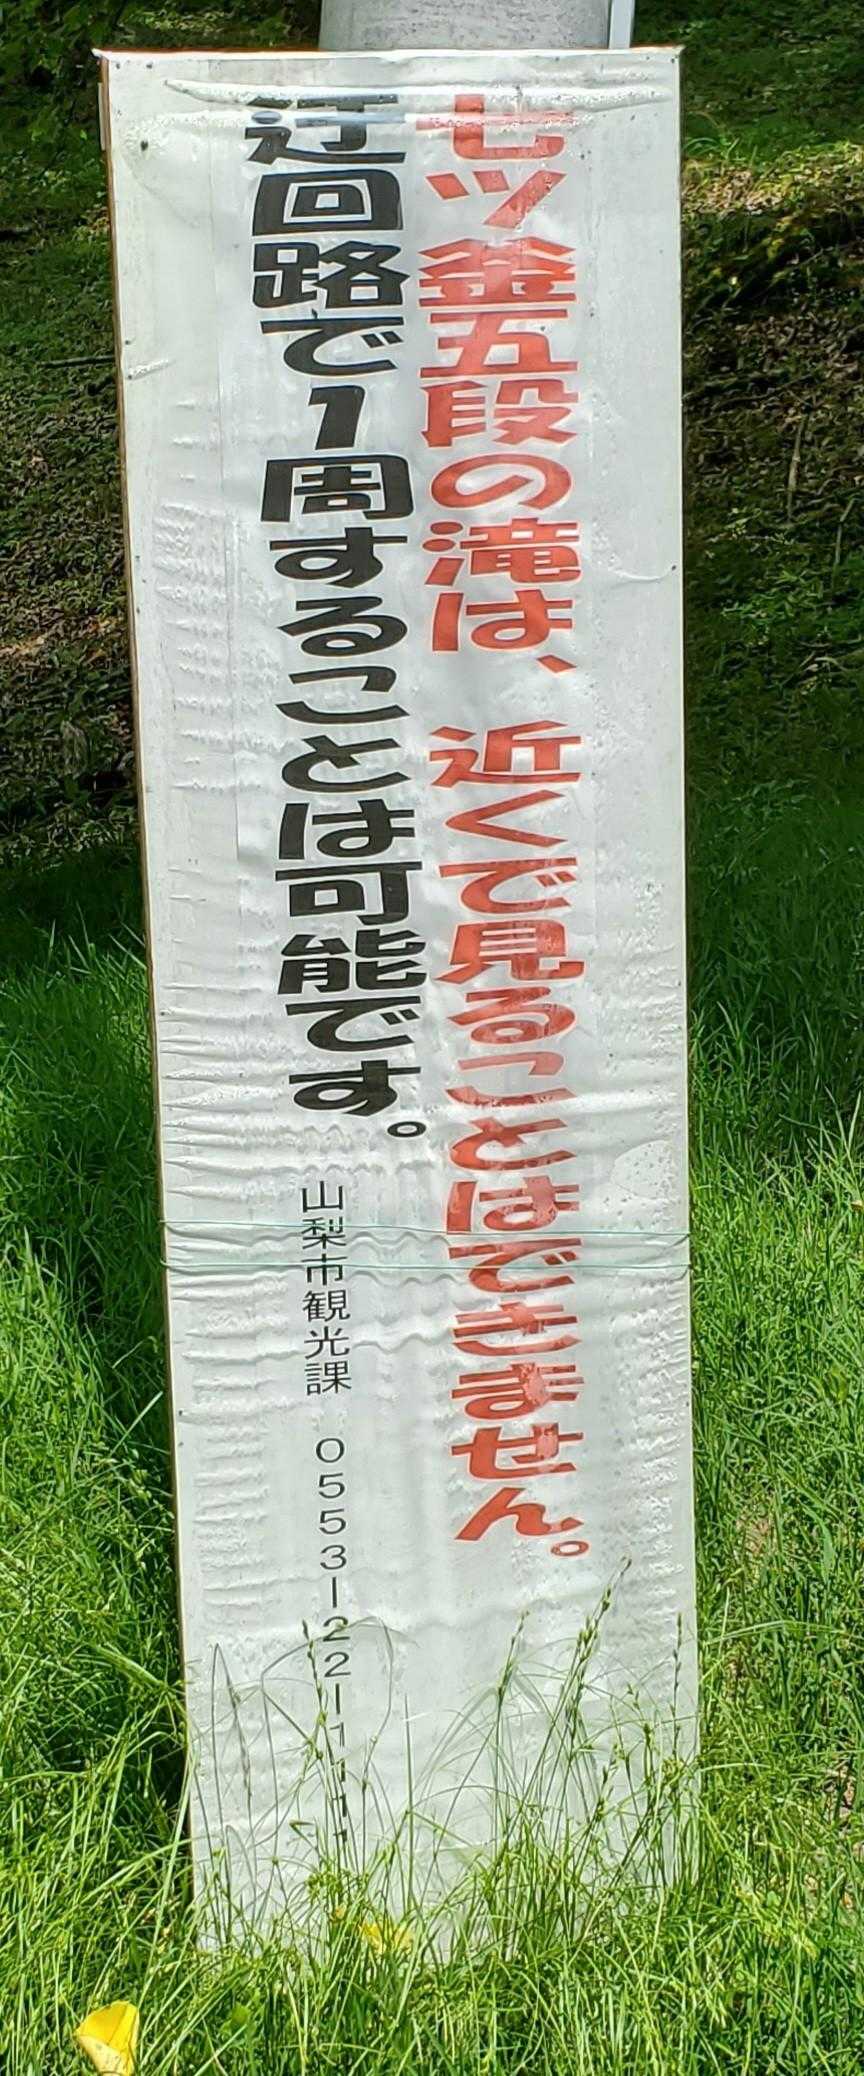 七ツ釜五段の滝は、近くで見ることはできません。
迂回路で1周することは可能です。
山梨市観光課 0553-22-1111